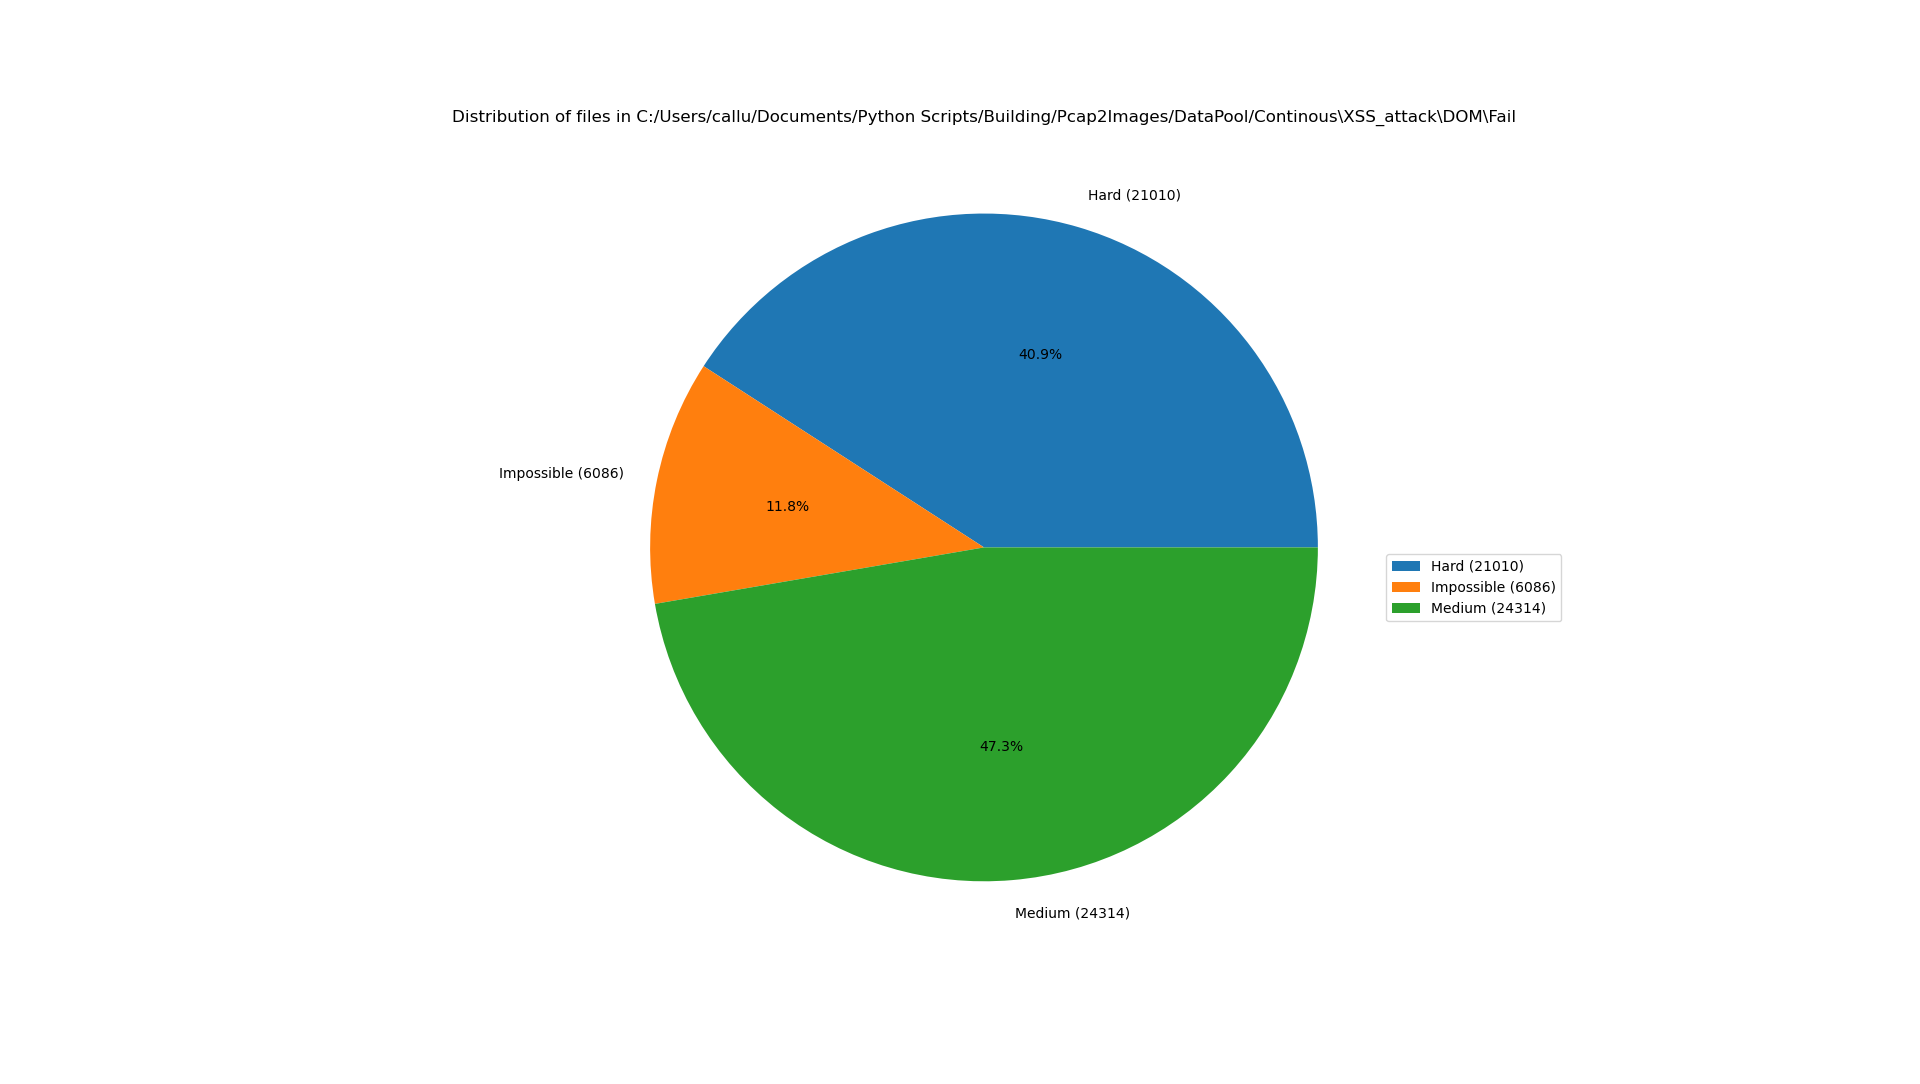 Distribution of files in C:/Users/callu/Documents/Python Scripts/Building/Pcap2Images/DataPool/Continous\XSS_attack\DOM\Fail
Hard (21010)
40.9%
Impossible (6086)
11.8%
Hard (21010)
Impossible (6086)
Medium (24314)
47.3%
Medium (24314)